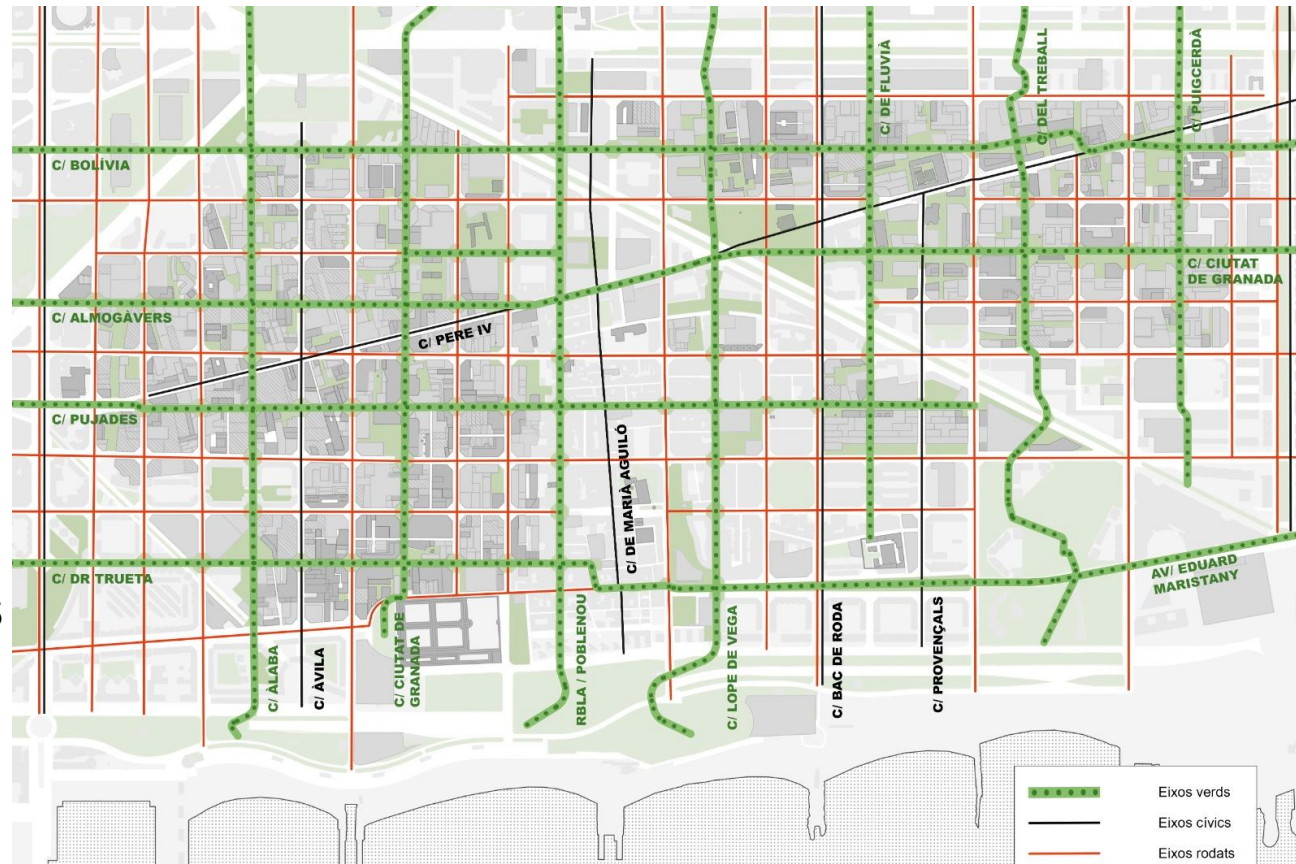 C/ DE FLUVIÀ
C/ DEL TREBALL
C/ PUIGCERDÀ
C/ BOLÍVIA
C/ CIUTAT
DE GRANADA
C/ ALMOGÀVERS
C/ PERE IV
C/ PUJADES
C/ DE MARIÀ AGUILÓ
C/ DR TRUETA
AV/ EDUARD
MARISTANY
C/ ÀLABA
C/ ÀVILA
C/ CIUTAT DE
GRANADA
RBLA / POBLENOU
C/ LOPE DE VEGA
C/ BAC DE RODA
C/ PROVENÇALS
Eixos verds
Eixos cívics
Eixos rodats